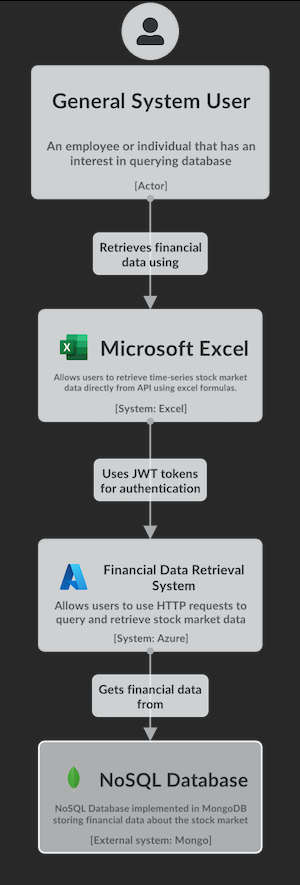 General System User
An employee or individual that has an
interest in querying database
[Actor]
Retrieves financial
data using
Microsoft Excel
Allows users to retrieve time-series stock market
data directly from API using excel formulas.
[System: Excel]
Uses JWT tokens
for authentication
Financial Data Retrieval
System
Allows users to use HTTP requests to
query and retrieve stock market data
[System: Azure]
Gets financial data
from
NoSQL Database
NoSQL Database implemented in MongoDB
storing financial data about the stock market
[External system: Mongo]